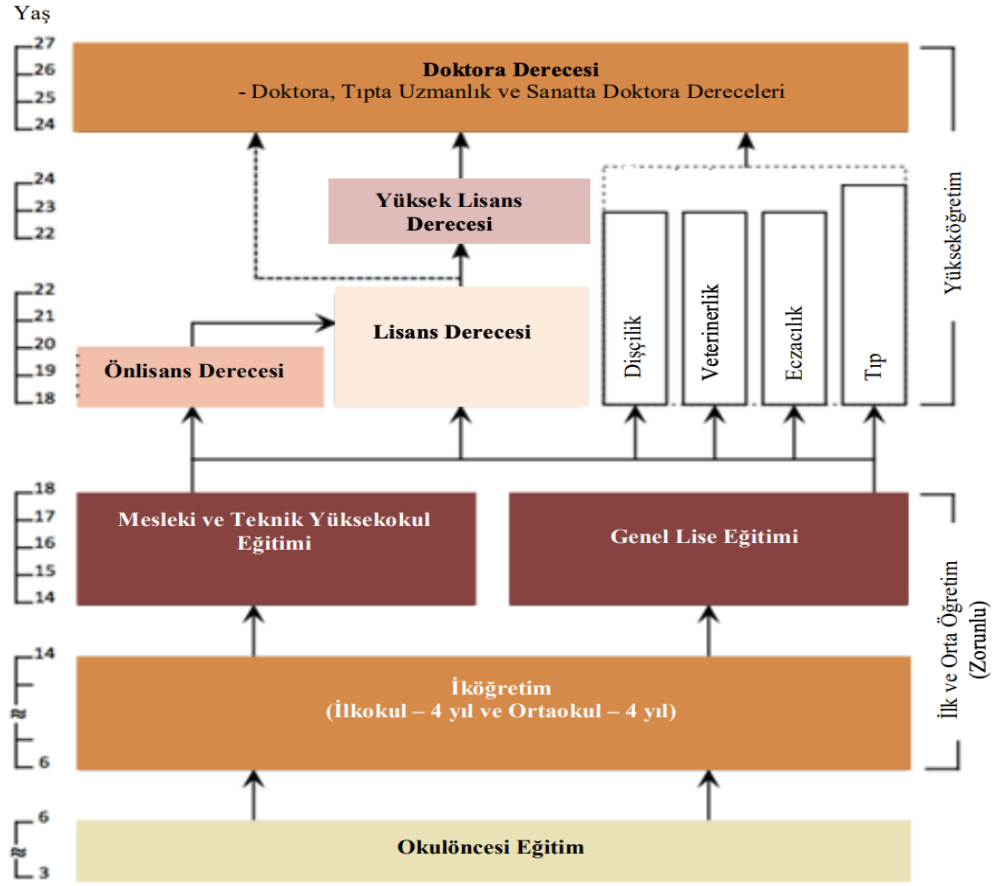 Yaş
27
26
25
24
Doktora Derecesi
- Doktora, Tıpta Uzmanlık ve Sanatta Doktora Dereceleri
24
23
22
Yüksek Lisans
Derecesi
Yükseköğretim
22
21
20
19
18
Önlisans Derecesi
Lisans Derecesi
Dişçilik
Veterinerlik
Eczacılık
Tıp
18
17
16
15
14
Mesleki ve Teknik Yüksekokul
Eğitimi
Genel Lise Eğitimi
İlk ve Orta Öğretim
(Zorunlu)
14
6
İköğretim
(İlkokul – 4 yıl ve Ortaokul – 4 yıl)
6
3
Okulöncesi Eğitim